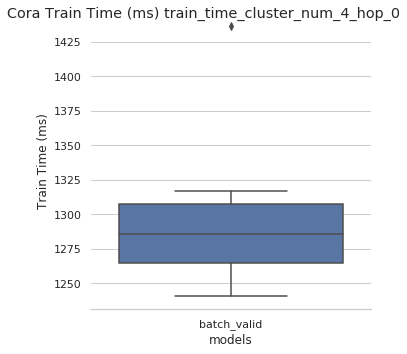 Cora Train Time (ms) train_time_cluster_num_4_hop_0
1425
1400
1375
1350
1325
1300
1275
1250
Train Time (ms)
batch_valid
models